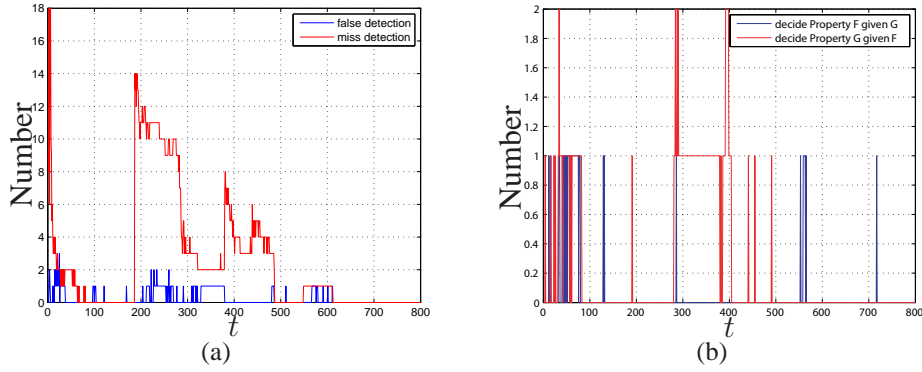 18
16
14
12
10
8
6
4
2
0
Number
0 100 200 300 400 500 600 700 800
t
false detection
miss detection
(a)
2
1.8
1.6
1.4
1.2
1
0.8
0.6
0.4
0.2
0
Number
0 100 200 300 400 500 600 700 800
t
decide Property F given G
decide Property G given F
(b)